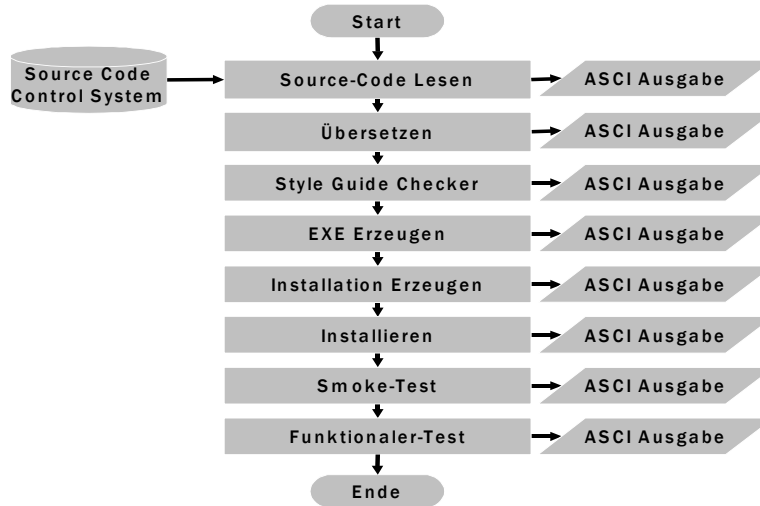 Start
Source Code
Control System
Source-Code Lesen
ASCI Ausgabe
Übersetzen
ASCI Ausgabe
Style Guide Checker
ASCI Ausgabe
EXE Erzeugen
ASCI Ausgabe
Installation Erzeugen
ASCI Ausgabe
Installieren
ASCI Ausgabe
Smoke-Test
ASCI Ausgabe
Funktionaler-Test
ASCI Ausgabe
Ende